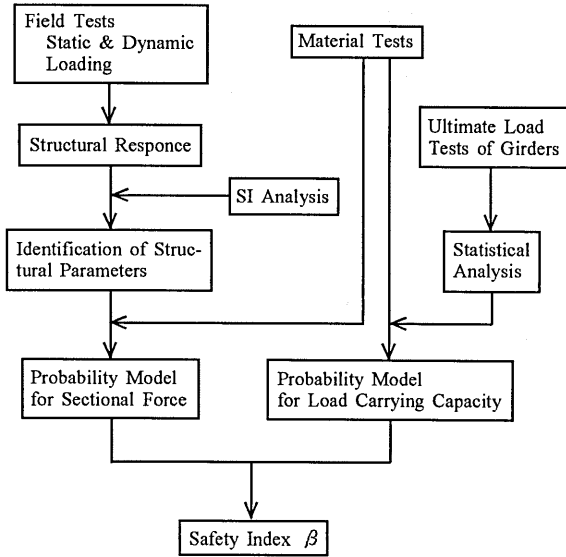 Field Tests
Static & Dynamic
Loading
Material Tests
Structural Responce
Ultimate Load
Tests of Girders
SI Analysis
Identification of Struc-
tural Parameters
Statistical
Analysis
Probability Model
for Sectional Force
Probability Model
for Load Carrying Capacity
Safety Index β